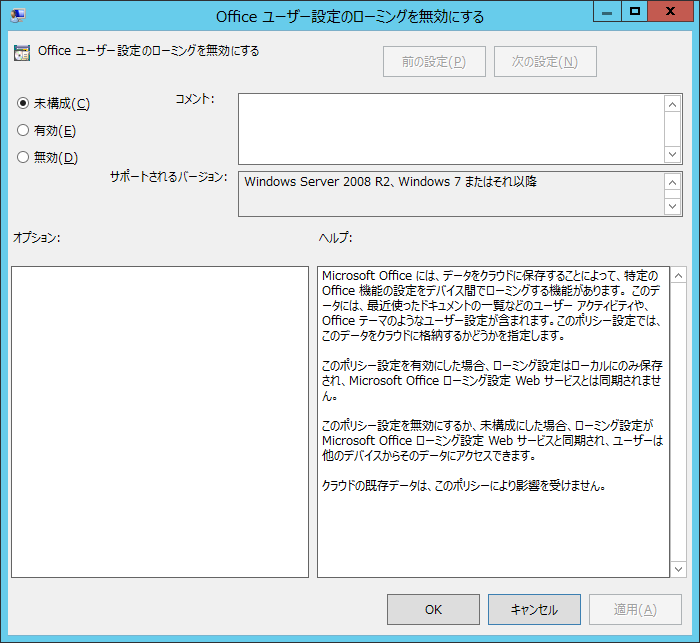 Office ユーザー設定のローミングを無効にする
Office ユーザー設定のローミングを無効にする
前の設定(P)
次の設定(N)
未構成(C)
有効(E)
無効(D)
コメント:
サポートされるバージョン:
Windows Server 2008 R2、Windows 7 またはそれ以降
オプション:
ヘルプ:
Microsoft Office には、データをクラウドに保存することによって、特定の
Office 機能の設定をデバイス間でローミングする機能があります。 このデ
ータには、最近使ったドキュメントの一覧などのユーザー アクティビティや、
Office テーマのようなユーザー設定が含まれます。このポリシー設定では、
このデータをクラウドに格納するかどうかを指定します。
このポリシー設定を有効にした場合、ローミング設定はローカルにのみ保存
され、Microsoft Office ローミング設定 Web サービスとは同期されませ
ん。
このポリシー設定を無効にするか、未構成にした場合、ローミング設定が
Microsoft Office ローミング設定 Web サービスと同期され、ユーザーは
他のデバイスからそのデータにアクセスできます。
クラウドの既存データは、このポリシーにより影響を受けません。
OK
キャンセル
適用(A)